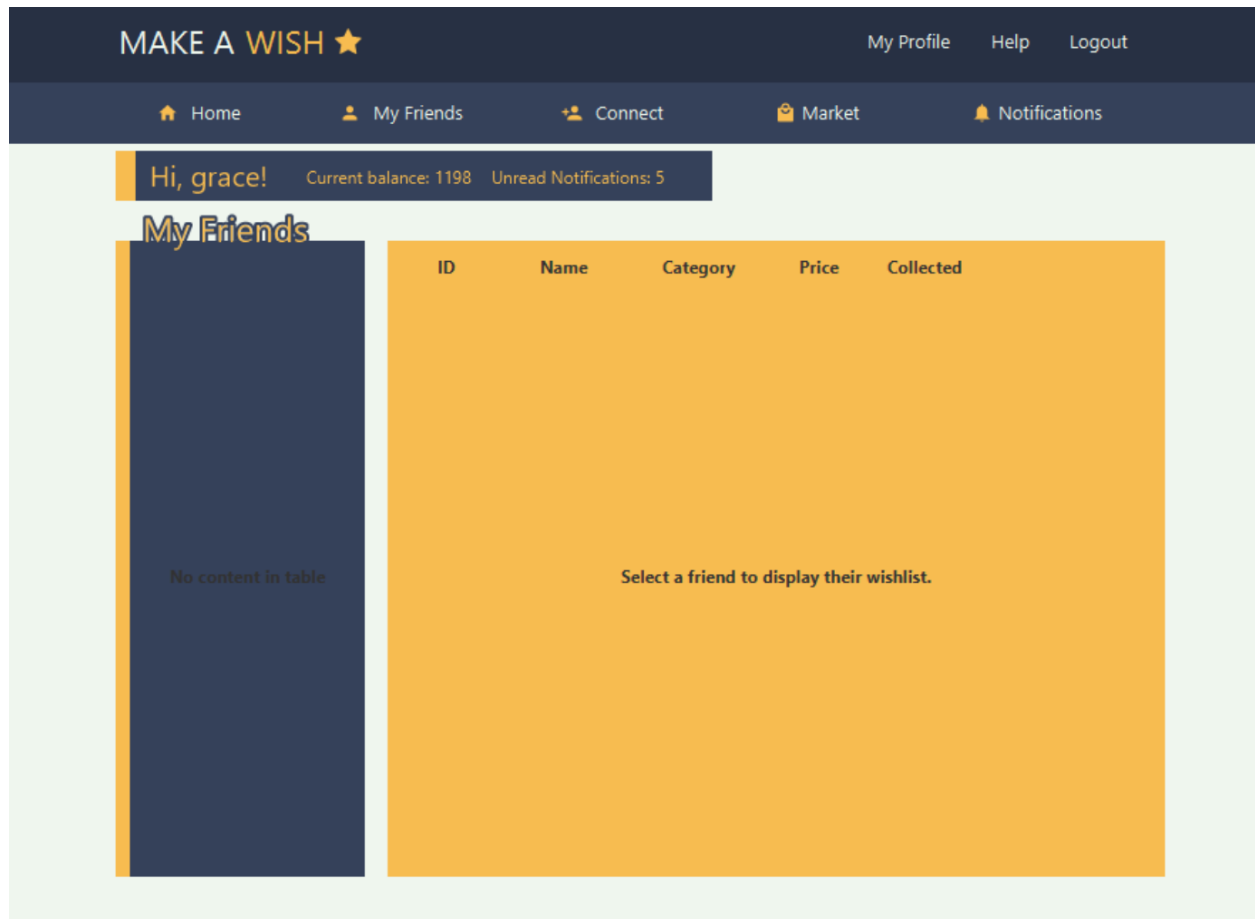 MAKE A WISH
My Profile Help Logout
Home My Friends Connect Market Notifications
Hi, grace! Current balance: 1198 Unread Notifications: 5
My Friends
ID Name Category Price Collected
No content in table
Select a friend to display their wishlist.